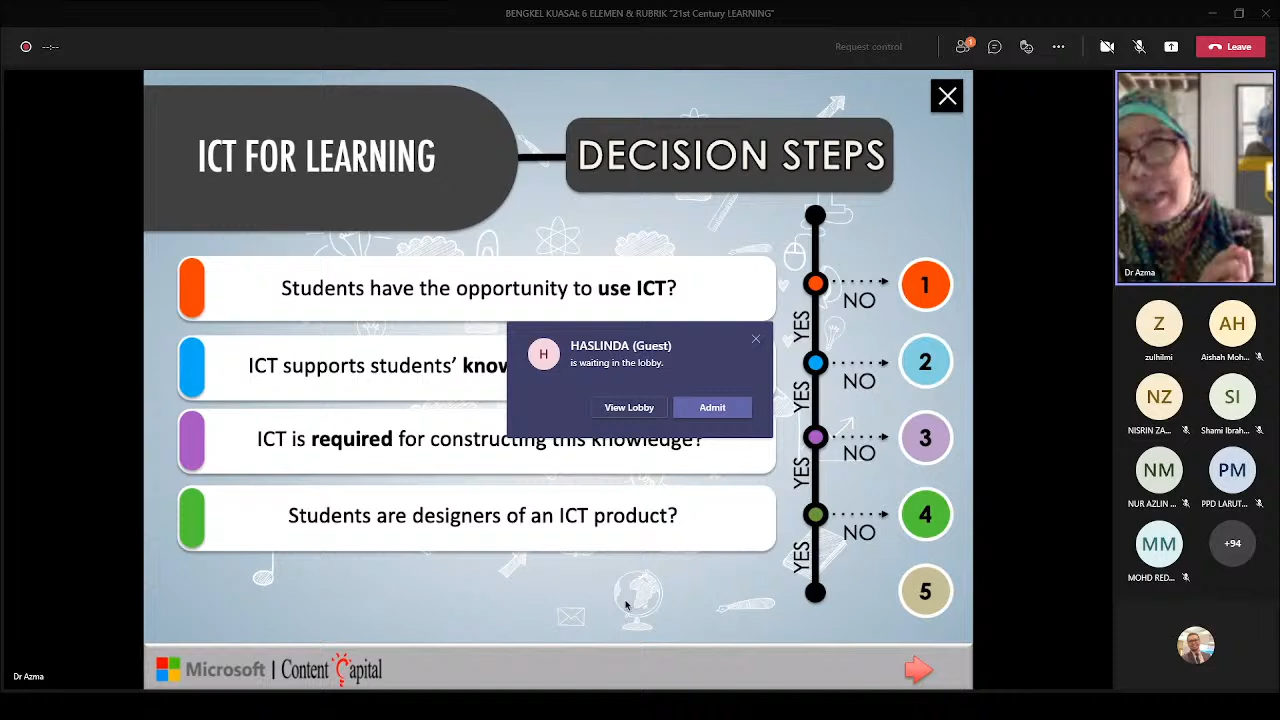 BENGKEL KUASAI: 6 ELEMEN & RUBRIK "21st Century LEARNING"
--:--
Request control
1
Leave
ICT FOR LEARNING
DECISION STEPS
Students have the opportunity to use ICT?
NO
1
YES
ICT supports students’ know
NO
2
YES
HASLINDA (Guest)
is waiting in the lobby.
H
View Lobby
Admit
ICT is required for constructing this knowledge?
NO
3
YES
Students are designers of an ICT product?
NO
4
YES
5
Microsoft | Content Capital
Dr Azma
Dr Azma
Z
AH
zulhilmi
Aishah Moh...
NZ
SI
NISRIN ZA...
Shami Ibrah...
NM
PM
NUR AZLIN ...
PPD LARUT...
MM
+94
MOHD RED...